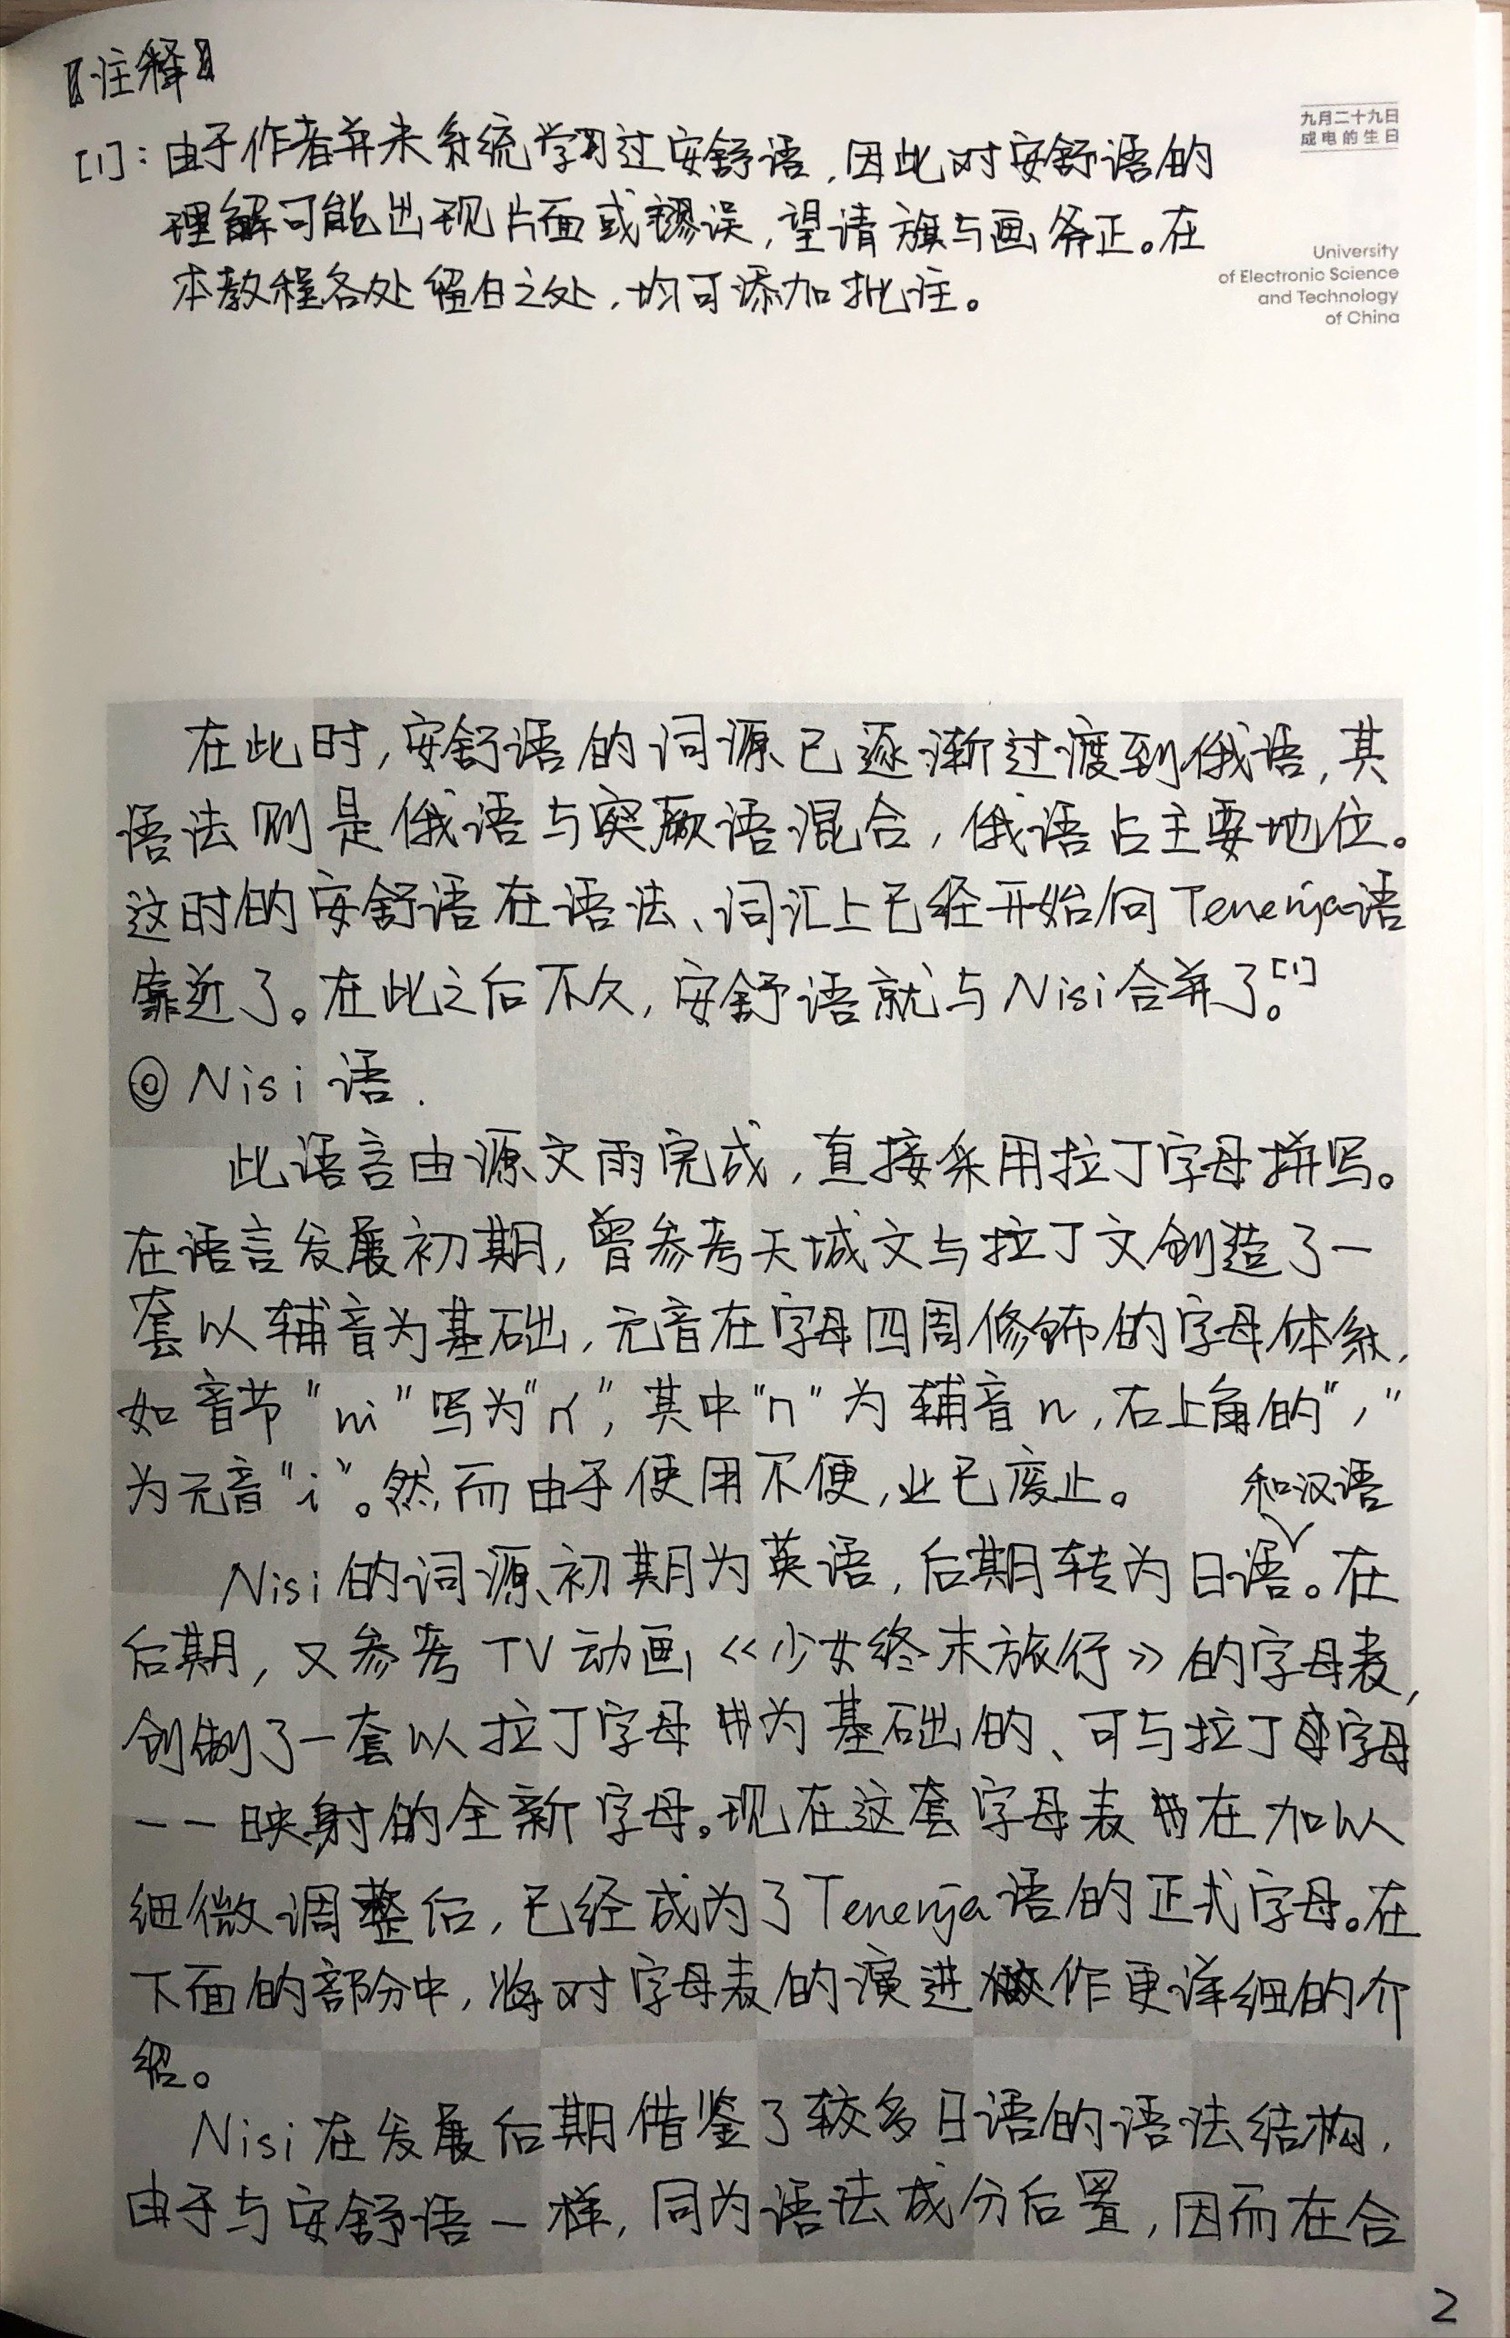 【注释】
[1]：由于作者并未系统学习过安舒语，因此对安舒语的
理解可能出现片面或谬误，望请旗与画斧正。在
本教程各处留白之处，均可添加批注。
九月二十九日
成电的生日
University
of Electronic Science
and Technology
of China
在此时，安舒语的词源已逐渐过渡到俄语，其
语法则是俄语与突厥语混合，俄语占主要地位。
这时的安舒语在语法、词汇上已经开始向Tenenja语
靠近了。在此之后不久，安舒语就与Nisi合并了[1]。
◎ Nisi 语.
此语言由源文雨完成，直接采用拉丁字母拼写。
在语言发展初期，曾参考天城文与拉丁文创造了一
套以辅音为基础，元音在字母四周修饰的字母体系，
如音节“ni”写为“n′”，其中“n”为辅音n，右上角的“′”
为元音“i”。然而由于使用不便，业已废止。
和汉语
Nisi的词源初期为英语，后期转为日语。在
后期，又参考TV动画《少女终末旅行》的字母表，
创制了一套以拉丁字母为基础的、可与拉丁字母
一一映射的全新字母。现在这套字母表在加以
细微调整后，已经成为了Tenenja语的正式字母。在
下面的部分中，将对字母表的演进作更详细的介
绍。
Nisi在发展后期借鉴了较多日语的语法结构，
由于与安舒语一样，同为语法成分后置，因而在合
2